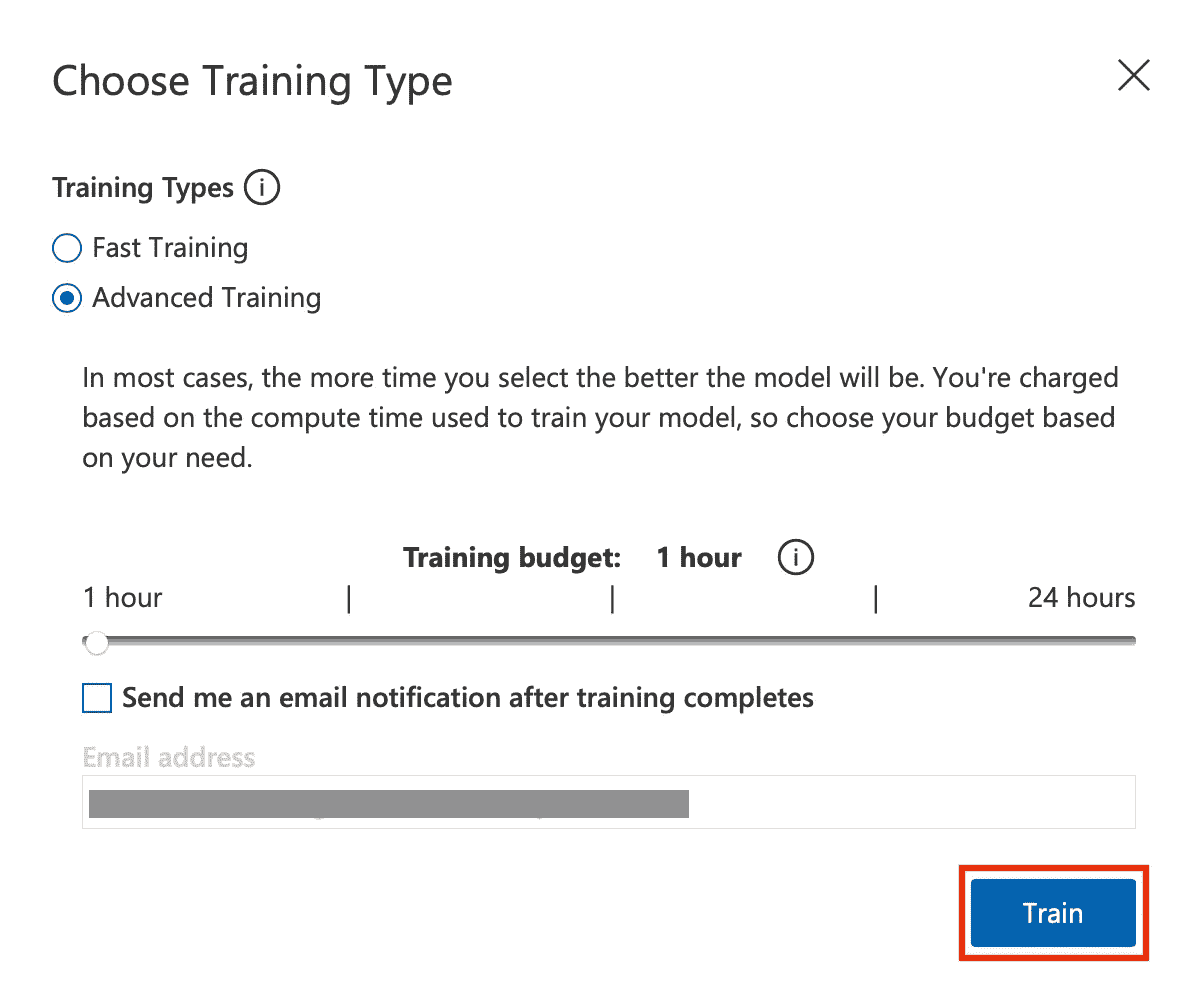 Choose Training Type
Training Types
Fast Training
Advanced Training
In most cases, the more time you select the better the model will be. You're charged
based on the compute time used to train your model, so choose your budget based
on your need.
Training budget: 1 hour
1 hour | | | 24 hours
Send me an email notification after training completes
Email address
Train